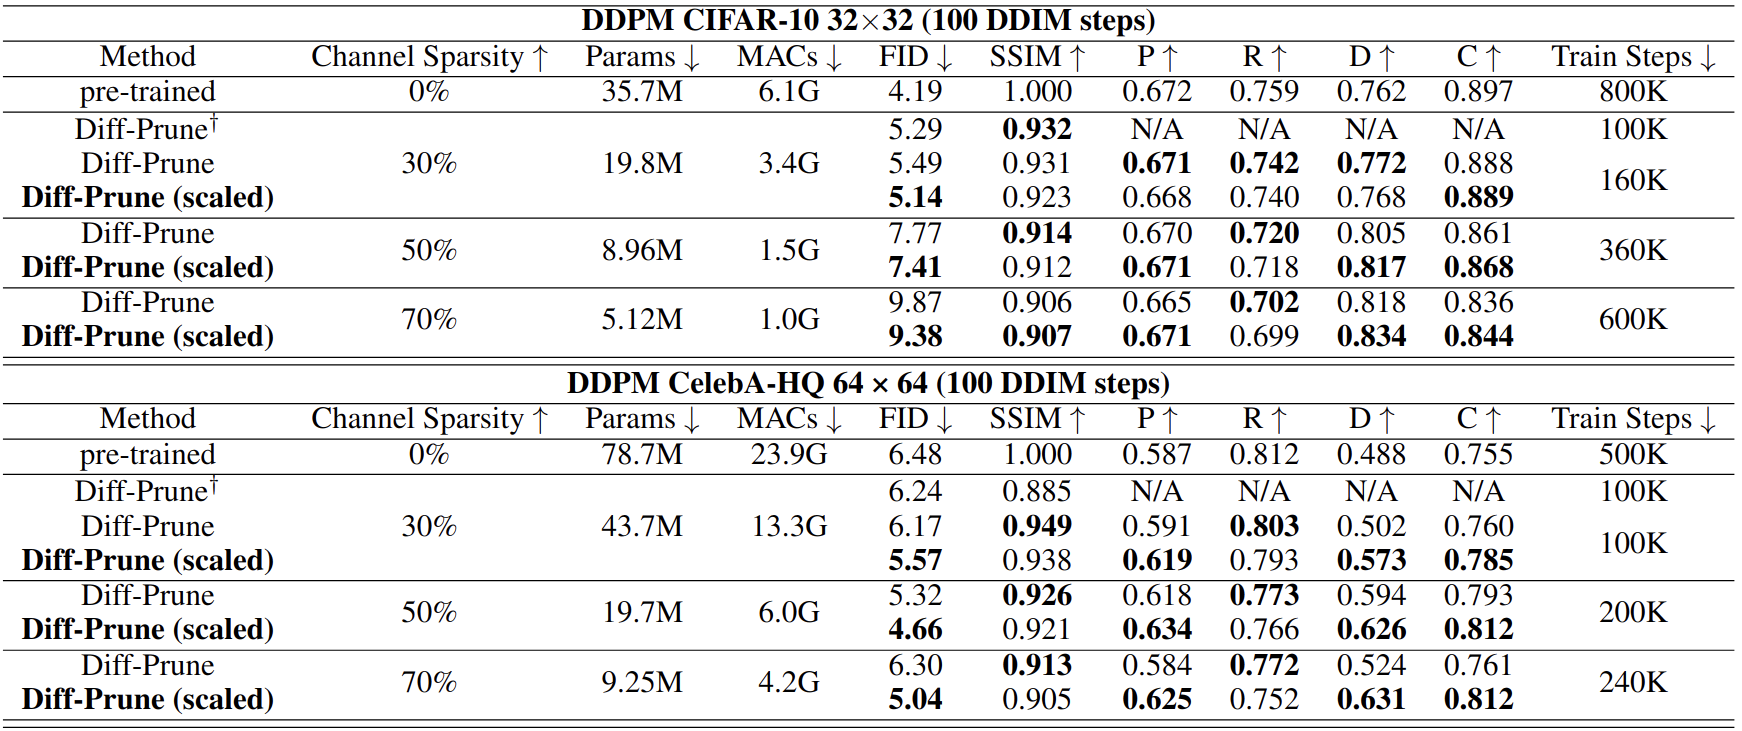 DDPM CIFAR-10 32×32 (100 DDIM steps)
Method Channel Sparsity ↑ Params ↓ MACs ↓ FID ↓ SSIM ↑ P ↑ R ↑ D ↑ C ↑ Train Steps ↓
pre-trained 0% 35.7M 6.1G 4.19 1.000 0.672 0.759 0.762 0.897 800K
Diff-Prune† 5.29 0.932 N/A N/A N/A N/A 100K
Diff-Prune 30% 19.8M 3.4G 5.49 0.931 0.671 0.742 0.772 0.888
160K
Diff-Prune (scaled) 5.14 0.923 0.668 0.740 0.768 0.889
Diff-Prune 7.77 0.914 0.670 0.720 0.805 0.861
50% 8.96M 1.5G 360K
Diff-Prune (scaled) 7.41 0.912 0.671 0.718 0.817 0.868
Diff-Prune 9.87 0.906 0.665 0.702 0.818 0.836
70% 5.12M 1.0G 600K
Diff-Prune (scaled) 9.38 0.907 0.671 0.699 0.834 0.844
DDPM CelebA-HQ 64 × 64 (100 DDIM steps)
Method Channel Sparsity ↑ Params ↓ MACs ↓ FID ↓ SSIM ↑ P ↑ R ↑ D ↑ C ↑ Train Steps ↓
pre-trained 0% 78.7M 23.9G 6.48 1.000 0.587 0.812 0.488 0.755 500K
Diff-Prune† 6.24 0.885 N/A N/A N/A N/A 100K
Diff-Prune 30% 43.7M 13.3G 6.17 0.949 0.591 0.803 0.502 0.760
100K
Diff-Prune (scaled) 5.57 0.938 0.619 0.793 0.573 0.785
Diff-Prune 5.32 0.926 0.618 0.773 0.594 0.793
50% 19.7M 6.0G 200K
Diff-Prune (scaled) 4.66 0.921 0.634 0.766 0.626 0.812
Diff-Prune 6.30 0.913 0.584 0.772 0.524 0.761
70% 9.25M 4.2G 240K
Diff-Prune (scaled) 5.04 0.905 0.625 0.752 0.631 0.812